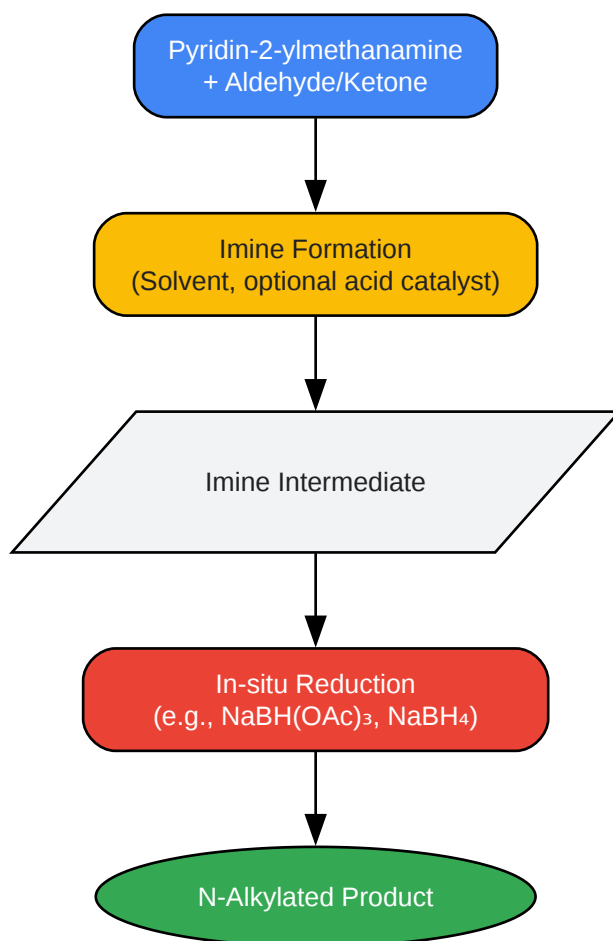 Pyridin-2-ylmethanamine
+ Aldehyde/Ketone
Imine Formation
(Solvent, optional acid catalyst)
Imine Intermediate
In-situ Reduction
(e.g., NaBH(OAc)₃, NaBH₄)
N-Alkylated Product